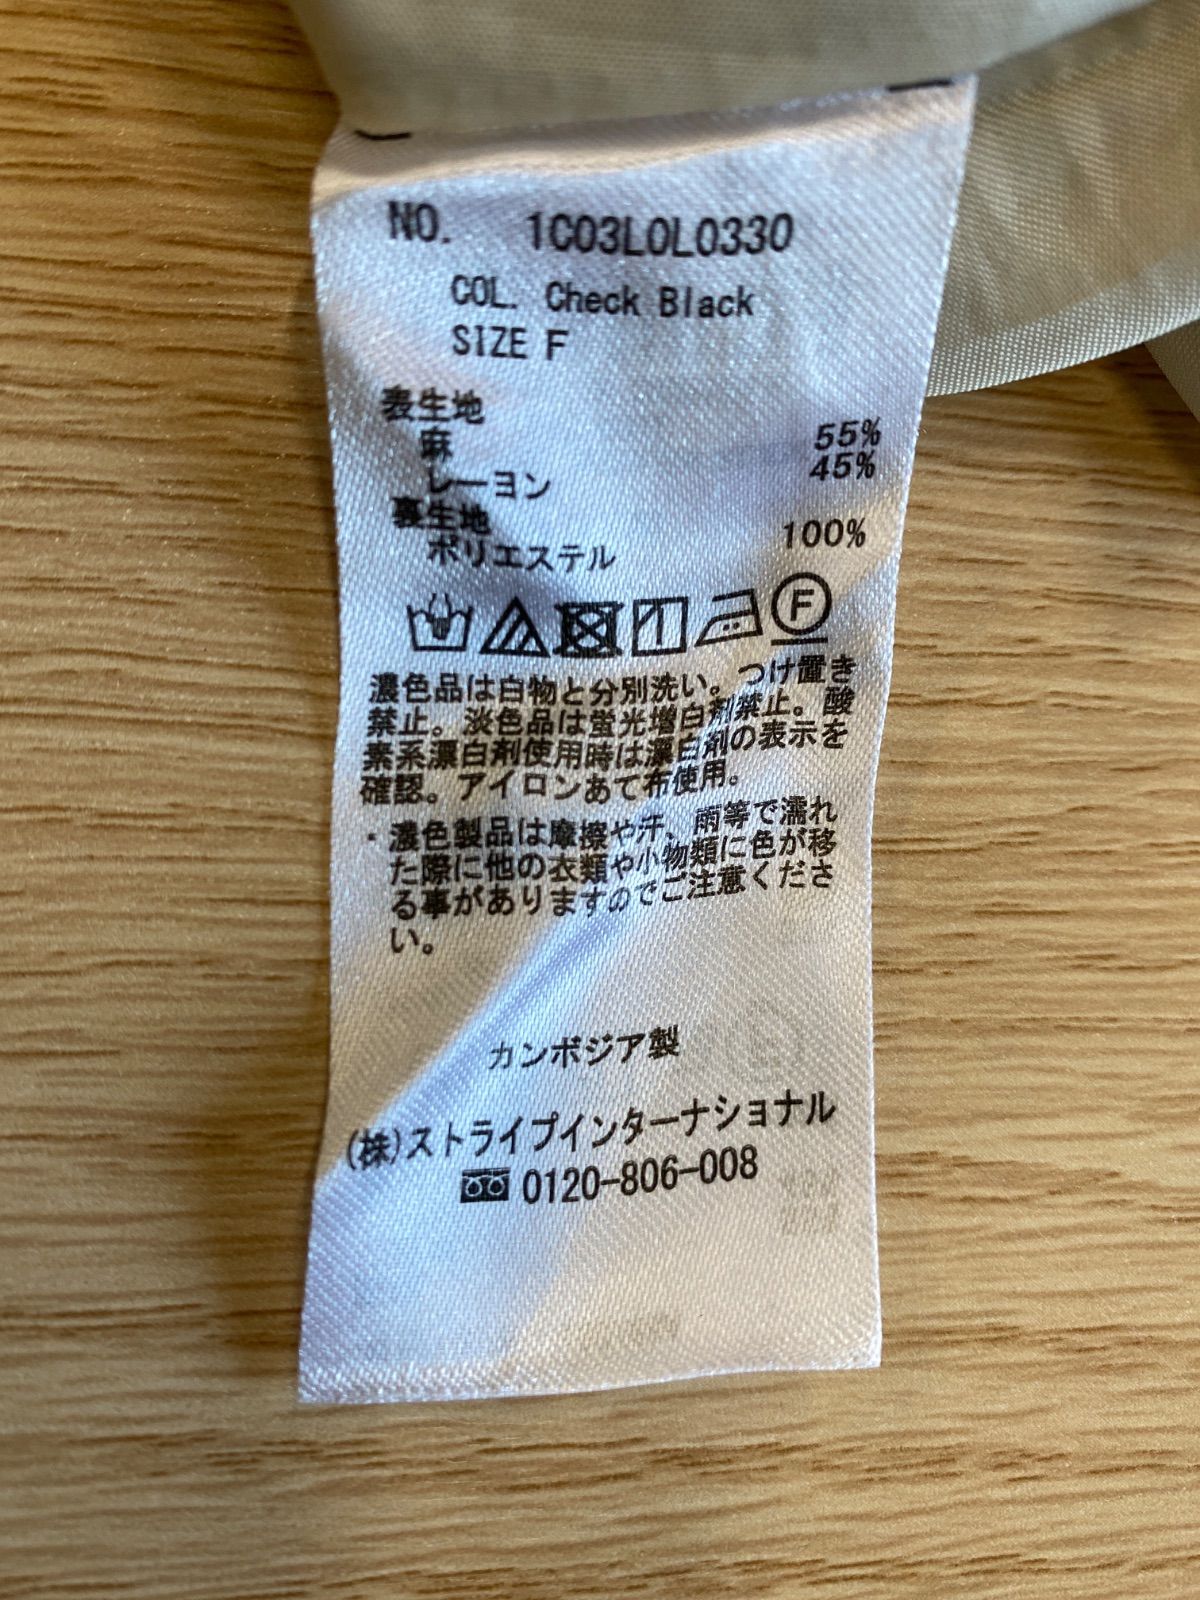 NO. 1C03L0L0330
COL. Check Black
SIZE F
表生地
麻 55%
レーヨン 45%
裏生地
ポリエステル 100%
F
濃色品は白物と分別洗い。つけ置き
禁止。淡色品は蛍光増白剤禁止。酸
素系漂白剤使用時は漂白剤の表示を
確認。アイロンあて布使用。
・濃色製品は摩擦や汗、雨等で濡れ
た際に他の衣類や小物類に色が移
る事がありますのでご注意くださ
い。
カンボジア製
(株)ストライプインターナショナル
0120-806-008